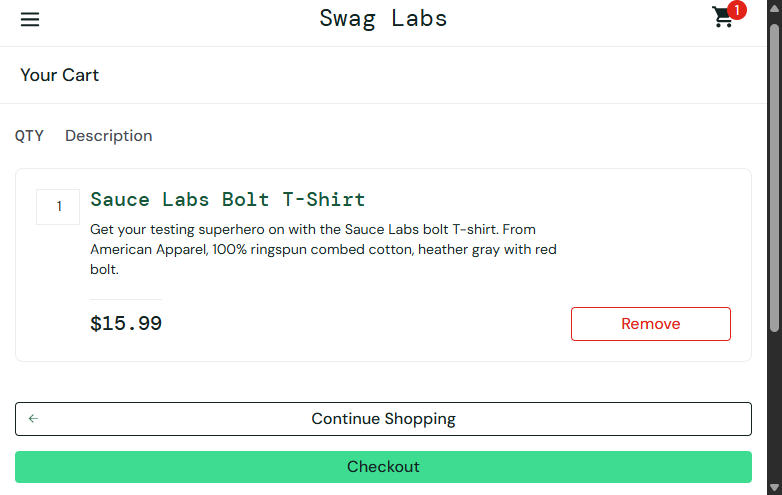 Swag Labs
1
Your Cart
QTY Description
1
Sauce Labs Bolt T-Shirt
Get your testing superhero on with the Sauce Labs bolt T-shirt. From
American Apparel, 100% ringspun combed cotton, heather gray with red
bolt.
$15.99
Remove
Continue Shopping
Checkout